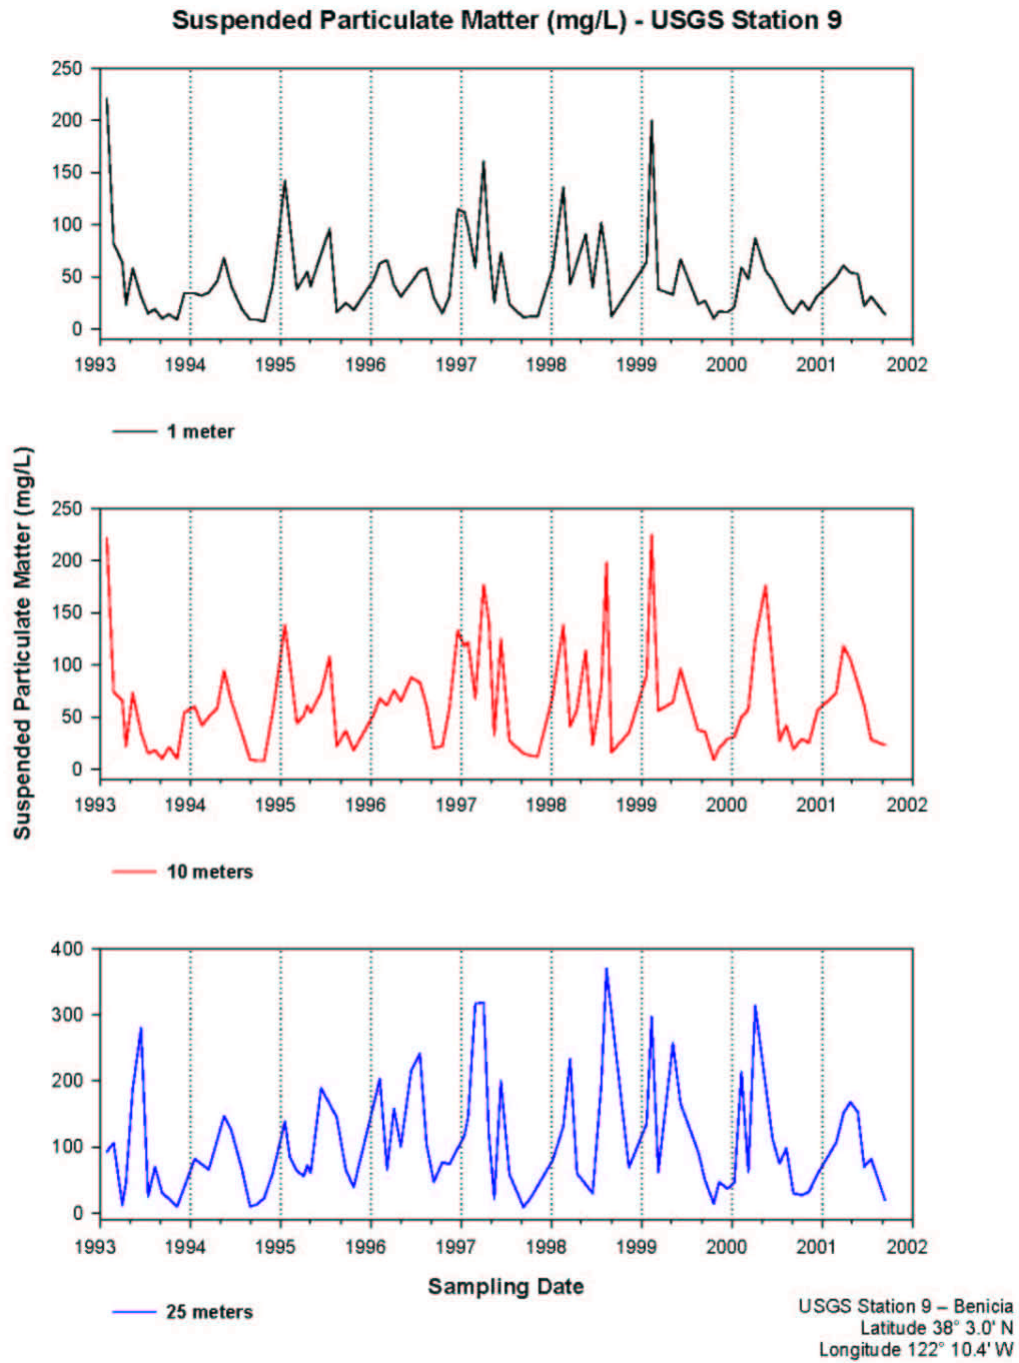 Suspended Particulate Matter (mg/L) - USGS Station 9
250
200
150
100
50
0
1993 1994 1995 1996 1997 1998 1999 2000 2001 2002
1 meter
Suspended Particulate Matter (mg/L)
250
200
150
100
50
0
1993 1994 1995 1996 1997 1998 1999 2000 2001 2002
10 meters
400
300
200
100
0
1993 1994 1995 1996 1997 1998 1999 2000 2001 2002
Sampling Date
25 meters
USGS Station 9 – Benicia
Latitude 38° 3.0' N
Longitude 122° 10.4' W